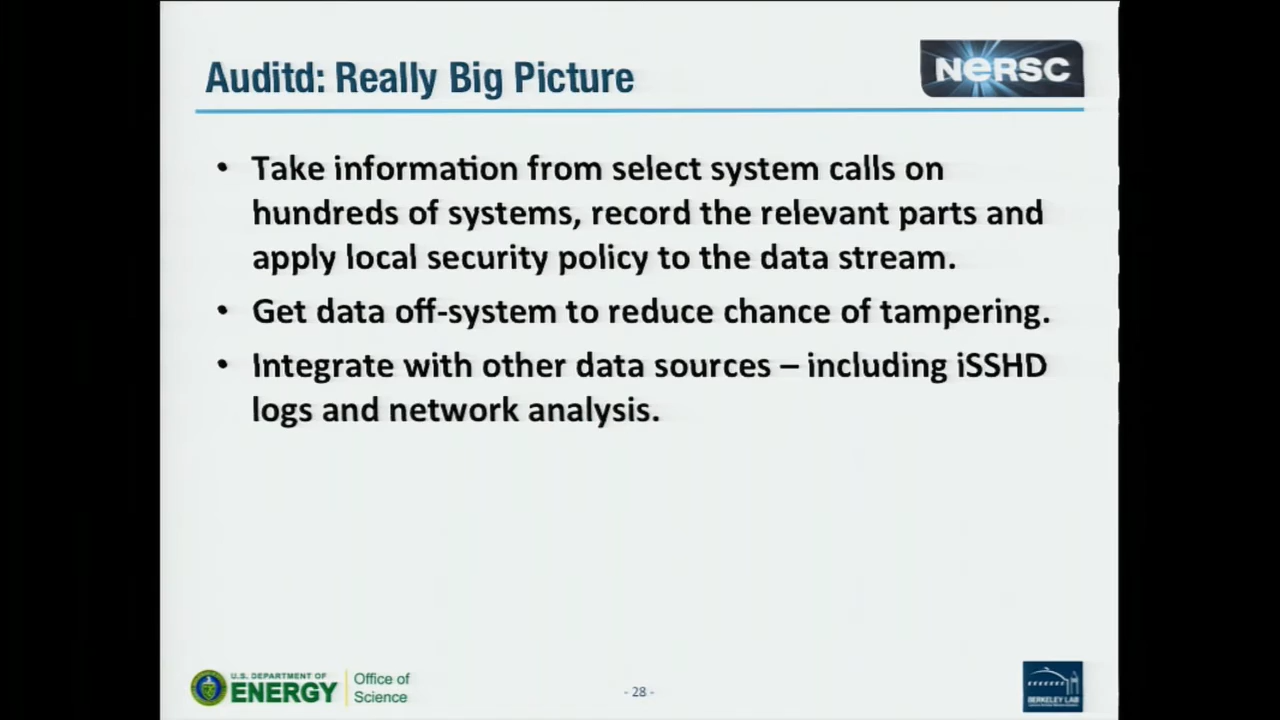 Auditd: Really Big Picture
NERSC
• Take information from select system calls on
hundreds of systems, record the relevant parts and
apply local security policy to the data stream.
• Get data off-system to reduce chance of tampering.
• Integrate with other data sources – including iSSHD
logs and network analysis.
U.S. DEPARTMENT OF
ENERGY
Office of
Science
- 28 -
BERKELEY LAB